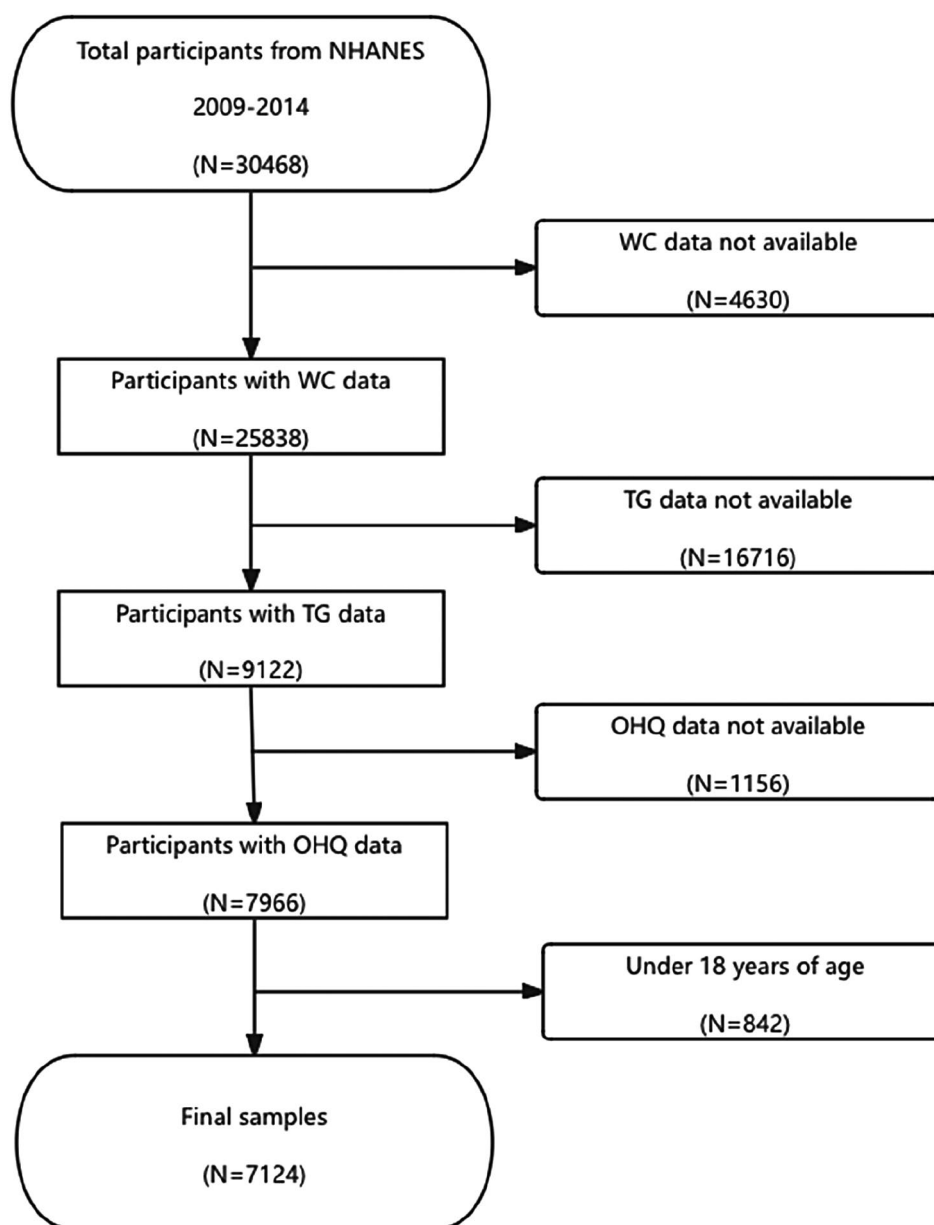 Total participants from NHANES
2009-2014
(N=30468)
WC data not available
(N=4630)
Participants with WC data
(N=25838)
TG data not available
(N=16716)
Participants with TG data
(N=9122)
OHQ data not available
(N=1156)
Participants with OHQ data
(N=7966)
Under 18 years of age
(N=842)
Final samples
(N=7124)